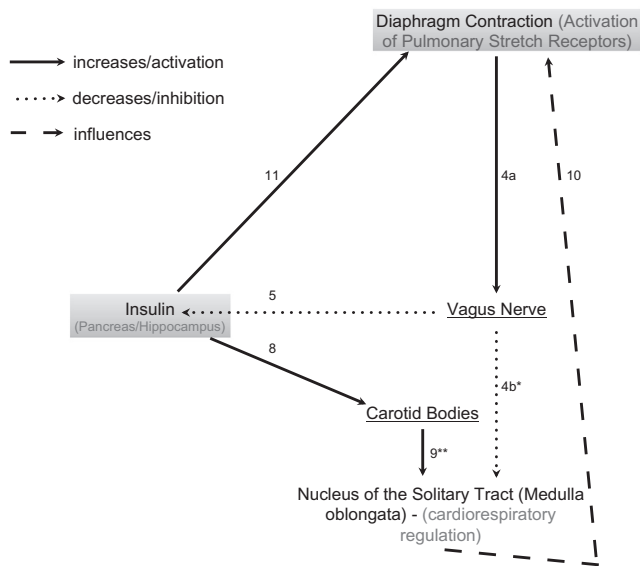 Diaphragm Contraction (Activation
of Pulmonary Stretch Receptors)
increases/activation
decreases/inhibition
influences
11
4a
10
5
Insulin
(Pancreas/Hippocampus)
Vagus Nerve
8
4b*
Carotid Bodies
9**
Nucleus of the Solitary Tract (Medulla
oblongata) - (cardiorespiratory
regulation)